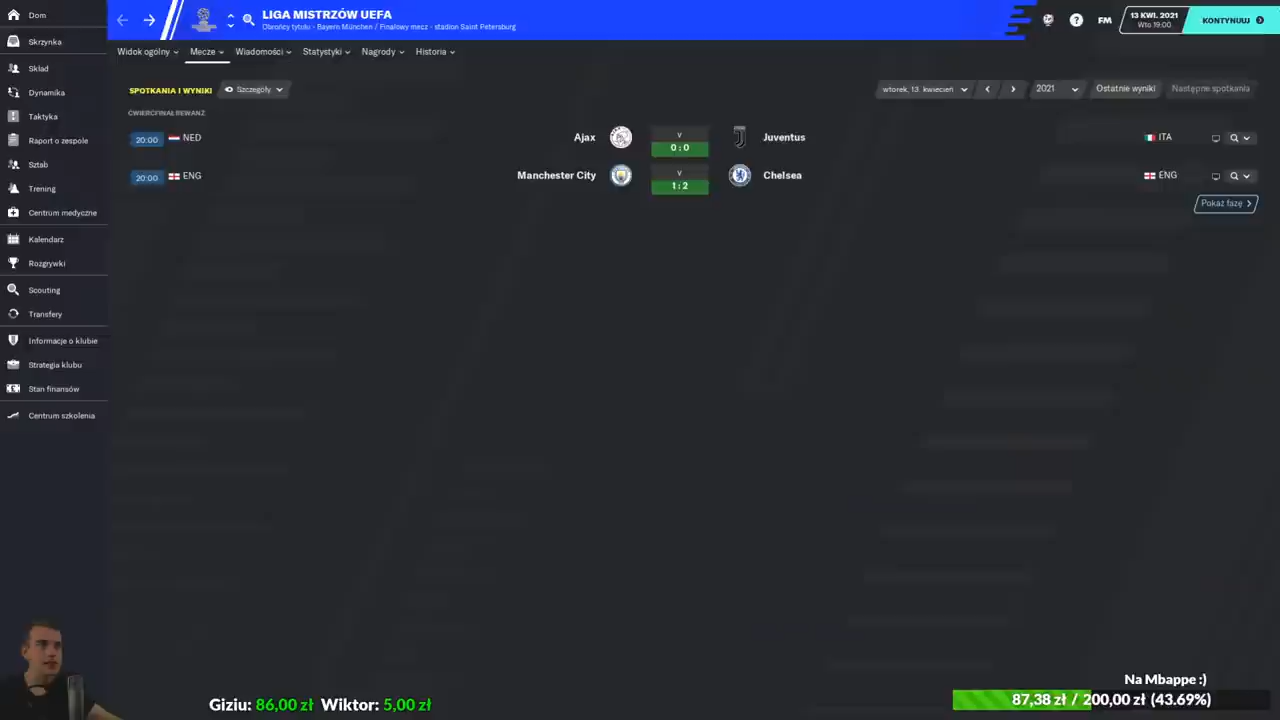 Dom
LIGA MISTRZÓW UEFA
Obrońcy tytułu - Bayern München / Finałowy mecz - stadion Saint Petersburg
FM
13 KWI. 2021
Wto 19:00
KONTYNUUJ
Skrzynka
Skład
Dynamika
Taktyka
Raport o zespole
Sztab
Trening
Centrum medyczne
Kalendarz
Rozgrywki
Scouting
Transfery
Informacje o klubie
Strategia klubu
Stan finansów
Centrum szkolenia
Widok ogólny
Mecze
Wiadomości
Statystyki
Nagrody
Historia
SPOTKANIA I WYNIKI
Szczegóły
wtorek, 13. kwiecień
2021
Ostatnie wyniki
Następne spotkania
ĆWIERĆFINAŁ REWANŻ
20:00 NED Ajax v Juventus ITA
0 : 0
20:00 ENG Manchester City v Chelsea ENG
1 : 2
Pokaż fazę
Na Mbappe :)
Giziu: 86,00 zł Wiktor: 5,00 zł
87,38 zł / 200,00 zł (43.69%)